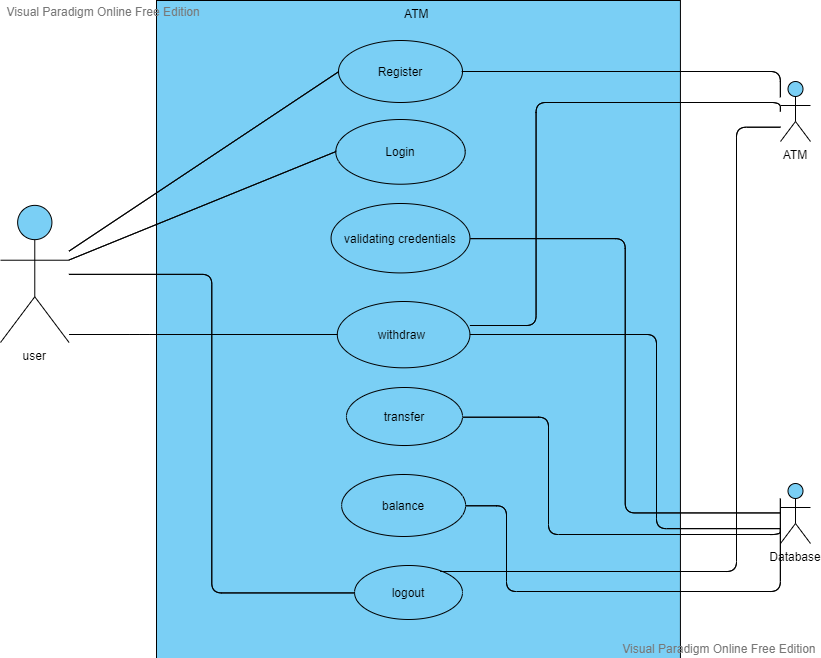 Visual Paradigm Online Free Edition
ATM
Register
ATM
Login
validating credentials
withdraw
user
transfer
balance
Database
logout
Visual Paradigm Online Free Edition